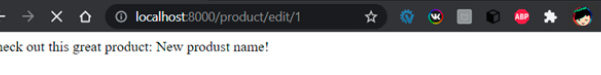 localhost:8000/product/edit/1
ABP
heck out this great product: New produst name!